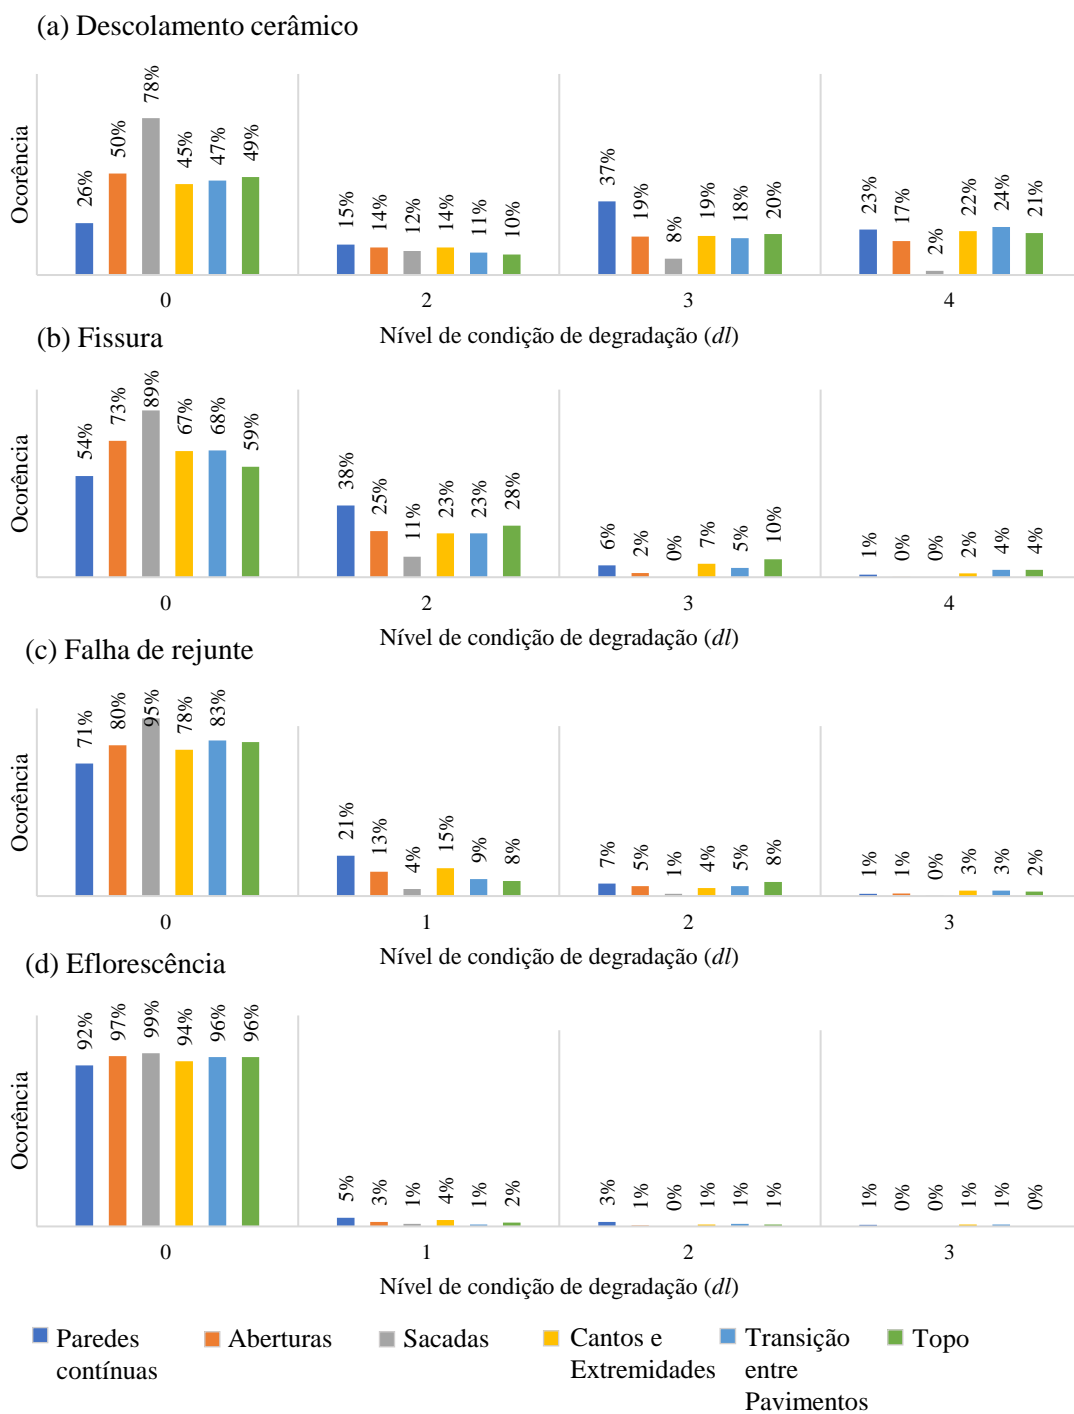 (a) Descolamento cerâmico
Ocorência
26% 50% 78% 45% 47% 49%
15% 14% 12% 14% 11% 10%
37% 19% 8% 19% 18% 20%
23% 17% 2% 22% 24% 21%
0 2 3 4
Nível de condição de degradação (dl)
(b) Fissura
Ocorência
54% 73% 89% 67% 68% 59%
38% 25% 11% 23% 23% 28%
6% 2% 0% 7% 5% 10%
1% 0% 0% 2% 4% 4%
0 2 3 4
Nível de condição de degradação (dl)
(c) Falha de rejunte
Ocorência
71% 80% 95% 78% 83%
21% 13% 4% 15% 9% 8%
7% 5% 1% 4% 5% 8%
1% 1% 0% 3% 3% 2%
0 1 2 3
Nível de condição de degradação (dl)
(d) Eflorescência
Ocorência
92% 97% 99% 94% 96% 96%
5% 3% 1% 4% 1% 2%
3% 1% 0% 1% 1% 1%
1% 0% 0% 1% 1% 0%
0 1 2 3
Nível de condição de degradação (dl)
Paredes contínuas
Aberturas
Sacadas
Cantos e Extremidades
Transição entre Pavimentos
Topo